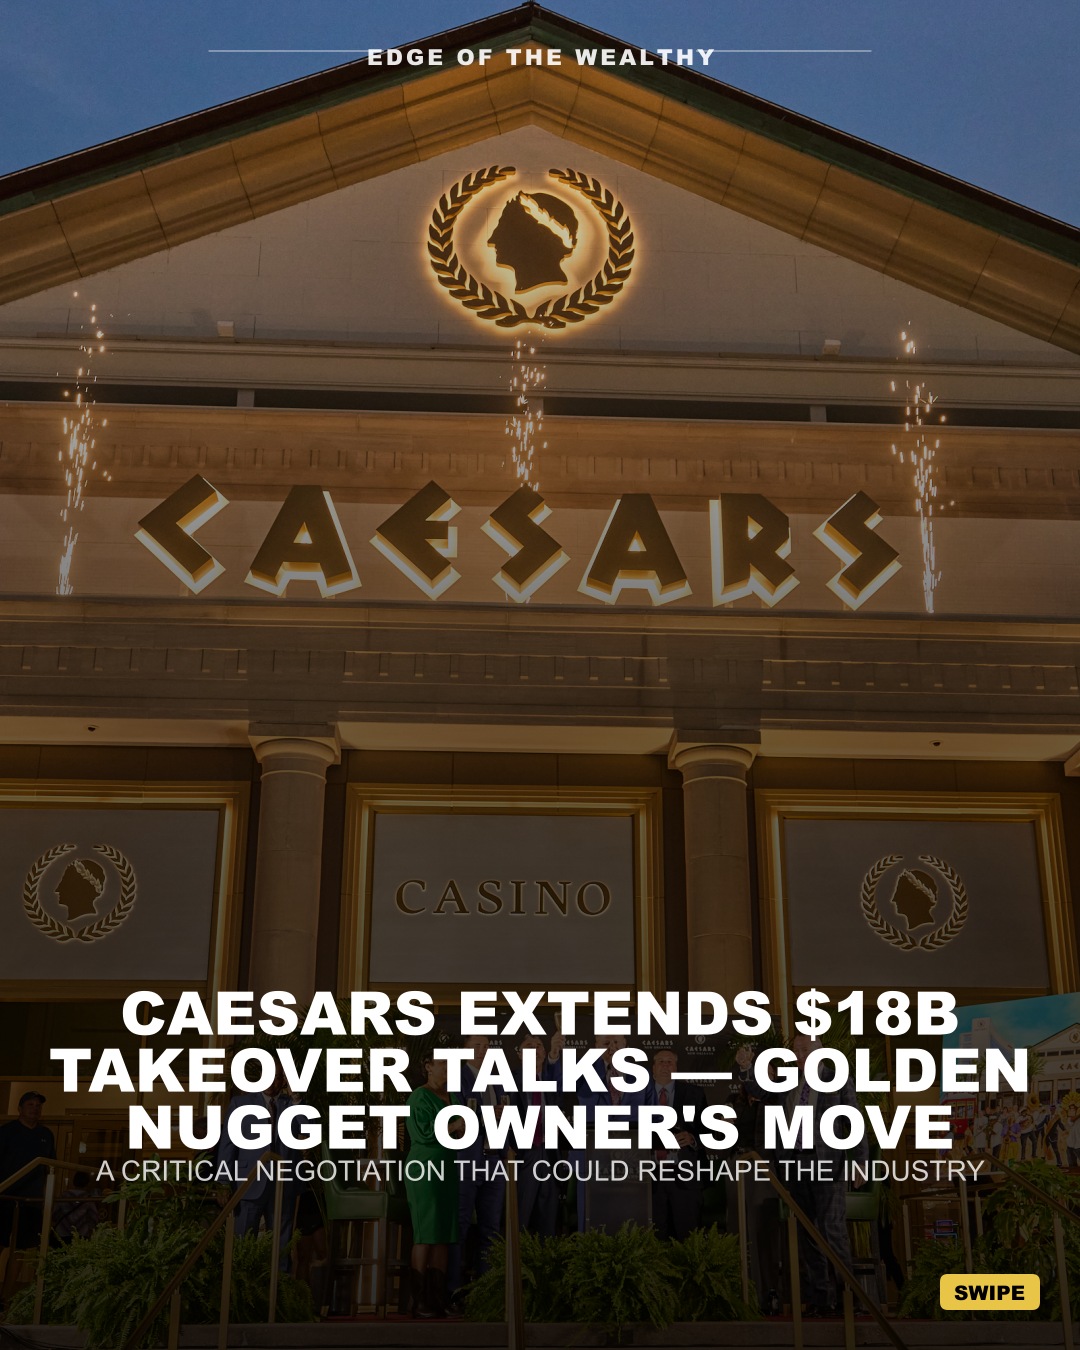 EDGE OF THE WEALTHY
CAESARS
CASINO
CAESARS EXTENDS $18B
TAKEOVER TALKS — GOLDEN
NUGGET OWNER'S MOVE
A CRITICAL NEGOTIATION THAT COULD RESHAPE THE INDUSTRY
SWIPE